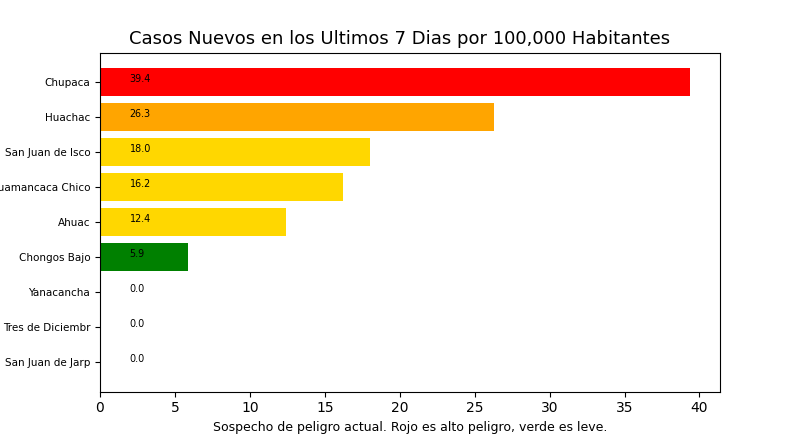 Casos Nuevos en los Ultimos 7 Dias por 100,000 Habitantes
Chupaca 39.4
Huachac 26.3
San Juan de Isco 18.0
uamancaca Chico 16.2
Ahuac 12.4
Chongos Bajo 5.9
Yanacancha 0.0
Tres de Diciembr 0.0
San Juan de Jarp 0.0
0 5 10 15 20 25 30 35 40
Sospecho de peligro actual. Rojo es alto peligro, verde es leve.